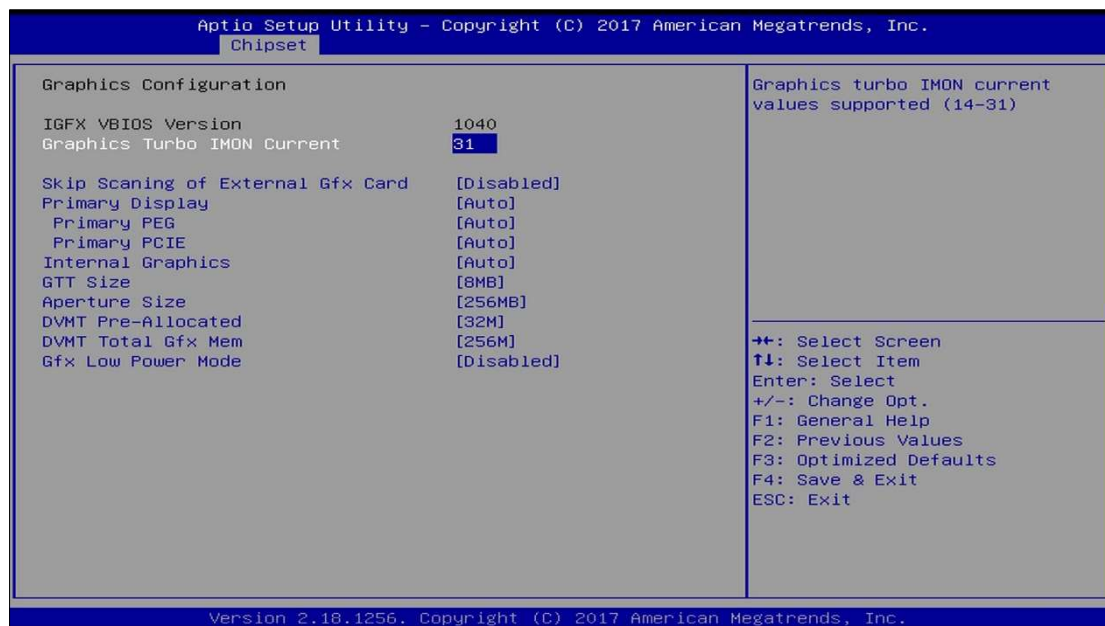 Aptio Setup Utility – Copyright (C) 2017 American Megatrends, Inc.
Chipset
Graphics Configuration
IGFX VBIOS Version 1040
Graphics Turbo IMON Current 31
Skip Scaning of External Gfx Card [Disabled]
Primary Display [Auto]
Primary PEG [Auto]
Primary PCIE [Auto]
Internal Graphics [Auto]
GTT Size [8MB]
Aperture Size [256MB]
DVMT Pre-Allocated [32M]
DVMT Total Gfx Mem [256M]
Gfx Low Power Mode [Disabled]
Graphics turbo IMON current
values supported (14-31)
→←: Select Screen
↑↓: Select Item
Enter: Select
+/-: Change Opt.
F1: General Help
F2: Previous Values
F3: Optimized Defaults
F4: Save & Exit
ESC: Exit
Version 2.18.1256. Copyright (C) 2017 American Megatrends, Inc.